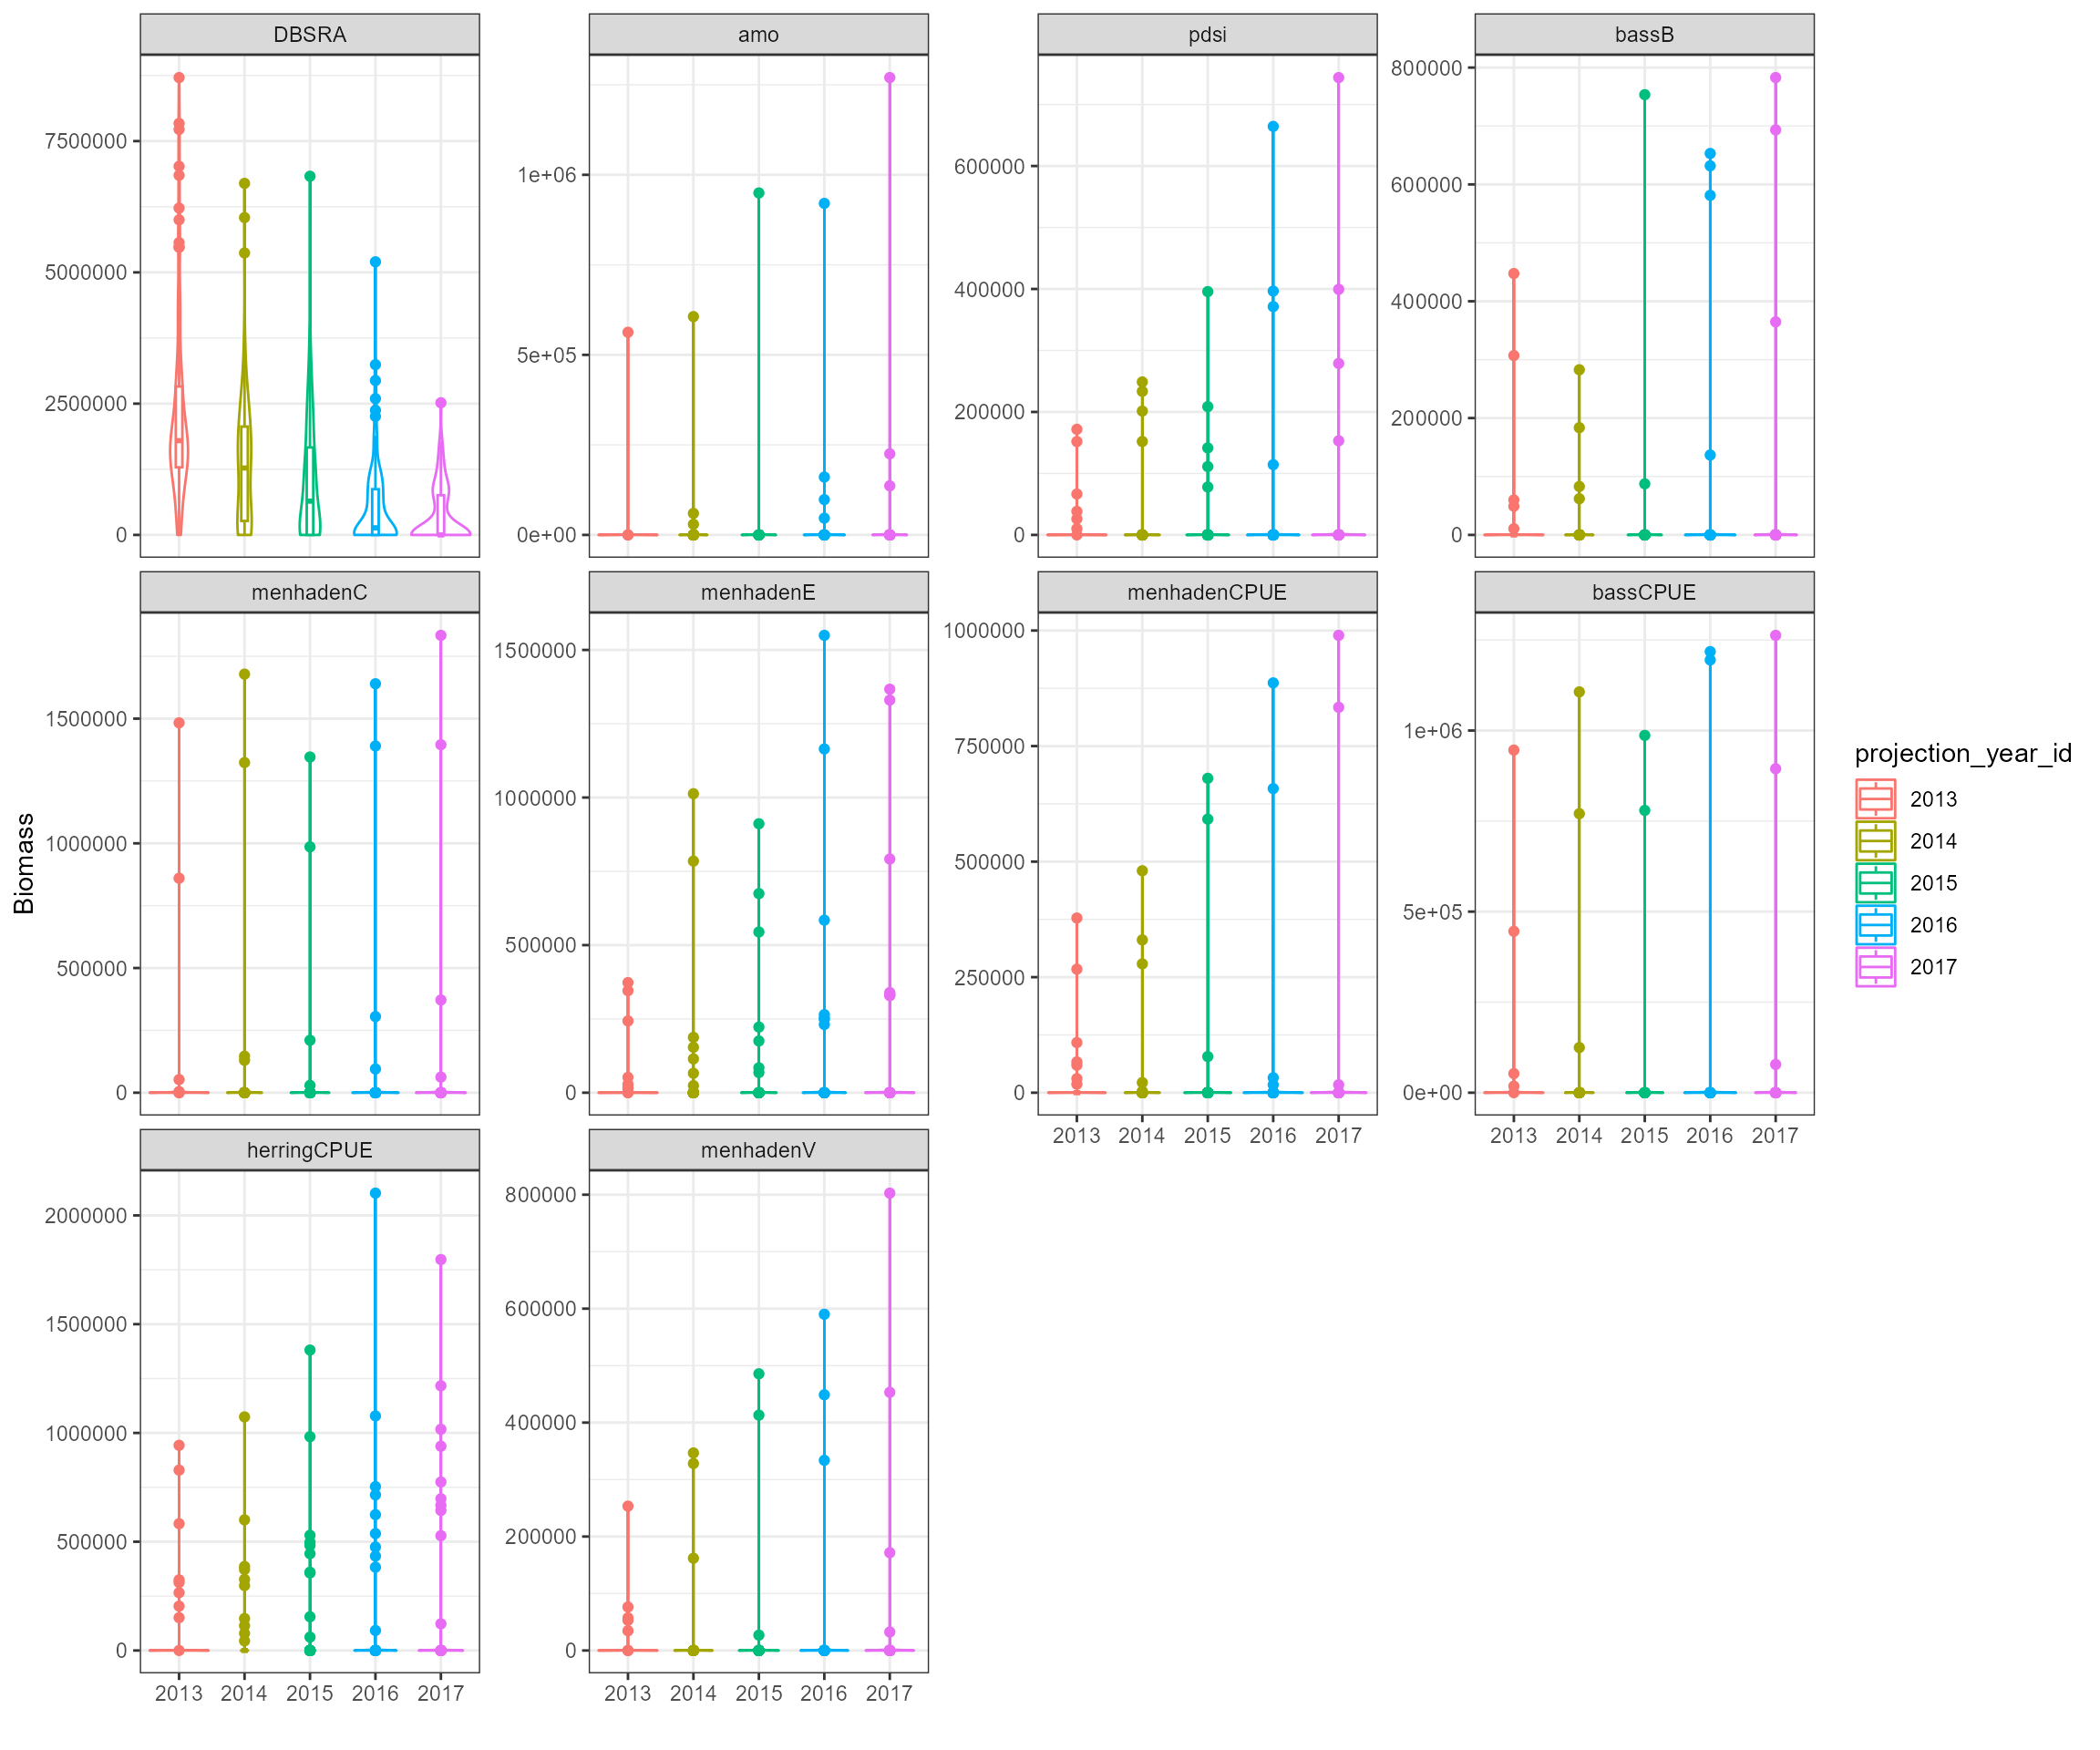 DBSRA
amo
pdsi
bassB
7500000
5000000
2500000
0
1e+06
5e+05
0e+00
600000
400000
200000
0
800000
600000
400000
200000
0
menhadenC
menhadenE
menhadenCPUE
bassCPUE
1500000
1000000
500000
0
1500000
1000000
500000
0
1000000
750000
500000
250000
0
1e+06
5e+05
0e+00
2013 2014 2015 2016 2017
2013 2014 2015 2016 2017
herringCPUE
menhadenV
2000000
1500000
1000000
500000
0
800000
600000
400000
200000
0
2013 2014 2015 2016 2017
2013 2014 2015 2016 2017
Biomass
projection_year_id
2013
2014
2015
2016
2017